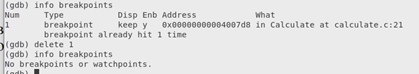 (gdb) info breakpoints
Num Type Disp Enb Address What
1 breakpoint keep y 0x00000000004007d8 in Calculate at calculate.c:21
breakpoint already hit 1 time
(gdb) delete 1
(gdb) info breakpoints
No breakpoints or watchpoints.
(gdb)